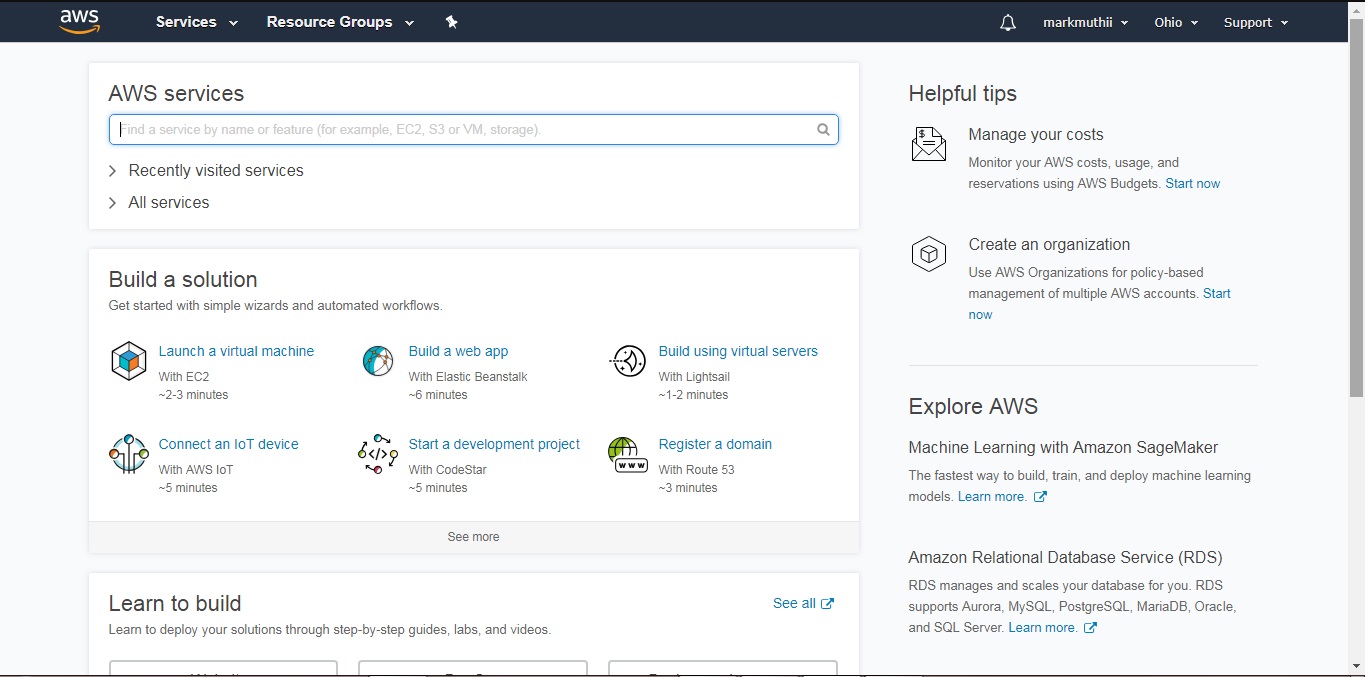 aws Services Resource Groups markmuthii Ohio Support
AWS services
Find a service by name or feature (for example, EC2, S3 or VM, storage).
Recently visited services
All services
Build a solution
Get started with simple wizards and automated workflows.
Launch a virtual machine
With EC2
~2-3 minutes
Build a web app
With Elastic Beanstalk
~6 minutes
Build using virtual servers
With Lightsail
~1-2 minutes
Connect an IoT device
With AWS IoT
~5 minutes
Start a development project
With CodeStar
~5 minutes
Register a domain
With Route 53
~3 minutes
See more
Learn to build
See all
Learn to deploy your solutions through step-by-step guides, labs, and videos.
Helpful tips
Manage your costs
Monitor your AWS costs, usage, and
reservations using AWS Budgets. Start now
Create an organization
Use AWS Organizations for policy-based
management of multiple AWS accounts. Start
now
Explore AWS
Machine Learning with Amazon SageMaker
The fastest way to build, train, and deploy machine learning
models. Learn more.
Amazon Relational Database Service (RDS)
RDS manages and scales your database for you. RDS
supports Aurora, MySQL, PostgreSQL, MariaDB, Oracle,
and SQL Server. Learn more.